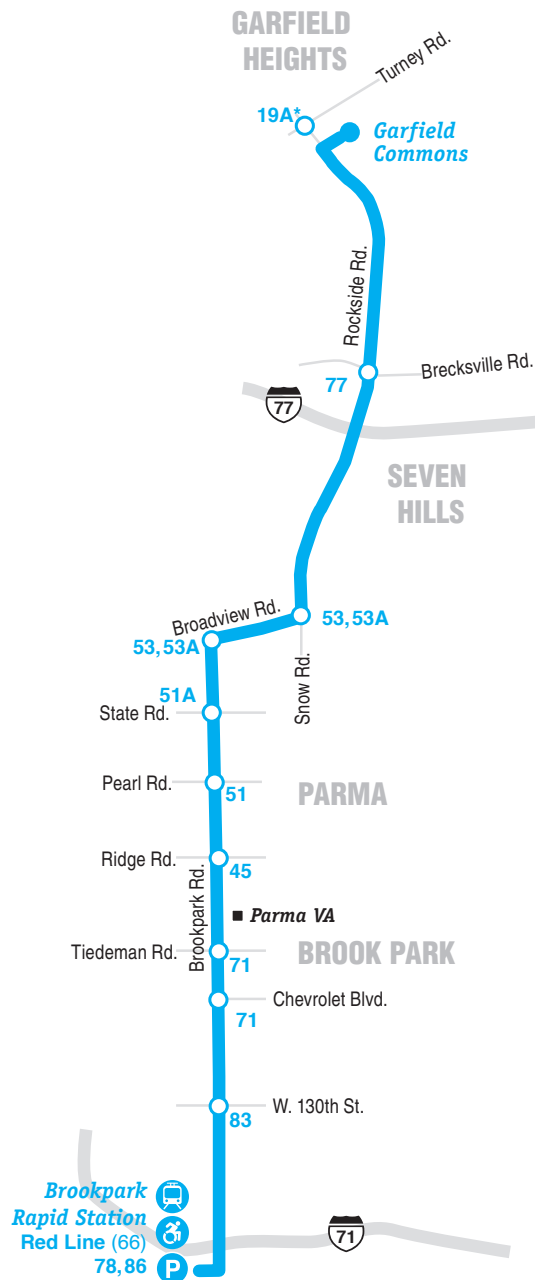 GARFIELD
HEIGHTS
Turney Rd.
19A*
Garfield
Commons
Rockside Rd.
Brecksville Rd.
77
77
SEVEN
HILLS
Broadview Rd.
53, 53A
53, 53A
Snow Rd.
51A
State Rd.
Pearl Rd.
51
PARMA
Ridge Rd.
45
Brookpark Rd.
Parma VA
Tiedeman Rd.
71
BROOK PARK
Chevrolet Blvd.
71
W. 130th St.
83
Brookpark
Rapid Station
Red Line (66)
78, 86
P
71